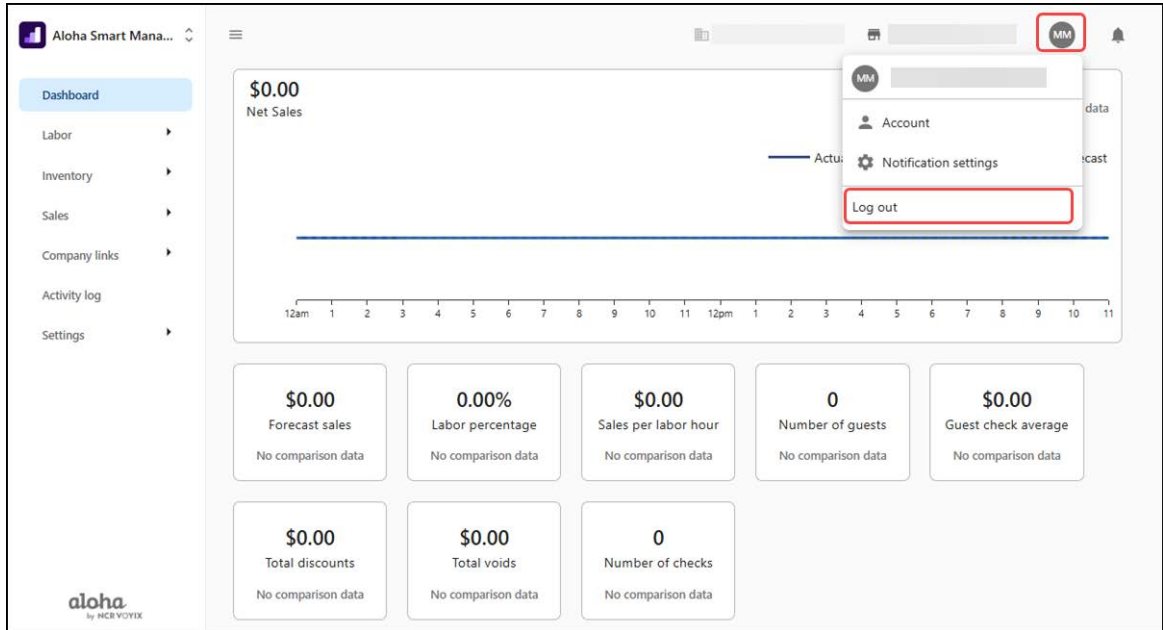 Aloha Smart Mana...
MM
Dashboard
Labor
Inventory
Sales
Company links
Activity log
Settings
aloha
by NCR VOYIX
MM
Account
Notification settings
Log out
$0.00
Net Sales
data
Actua
ecast
12am 1 2 3 4 5 6 7 8 9 10 11 12pm 1 2 3 4 5 6 7 8 9 10 11
$0.00
Forecast sales
No comparison data
0.00%
Labor percentage
No comparison data
$0.00
Sales per labor hour
No comparison data
0
Number of guests
No comparison data
$0.00
Guest check average
No comparison data
$0.00
Total discounts
No comparison data
$0.00
Total voids
No comparison data
0
Number of checks
No comparison data